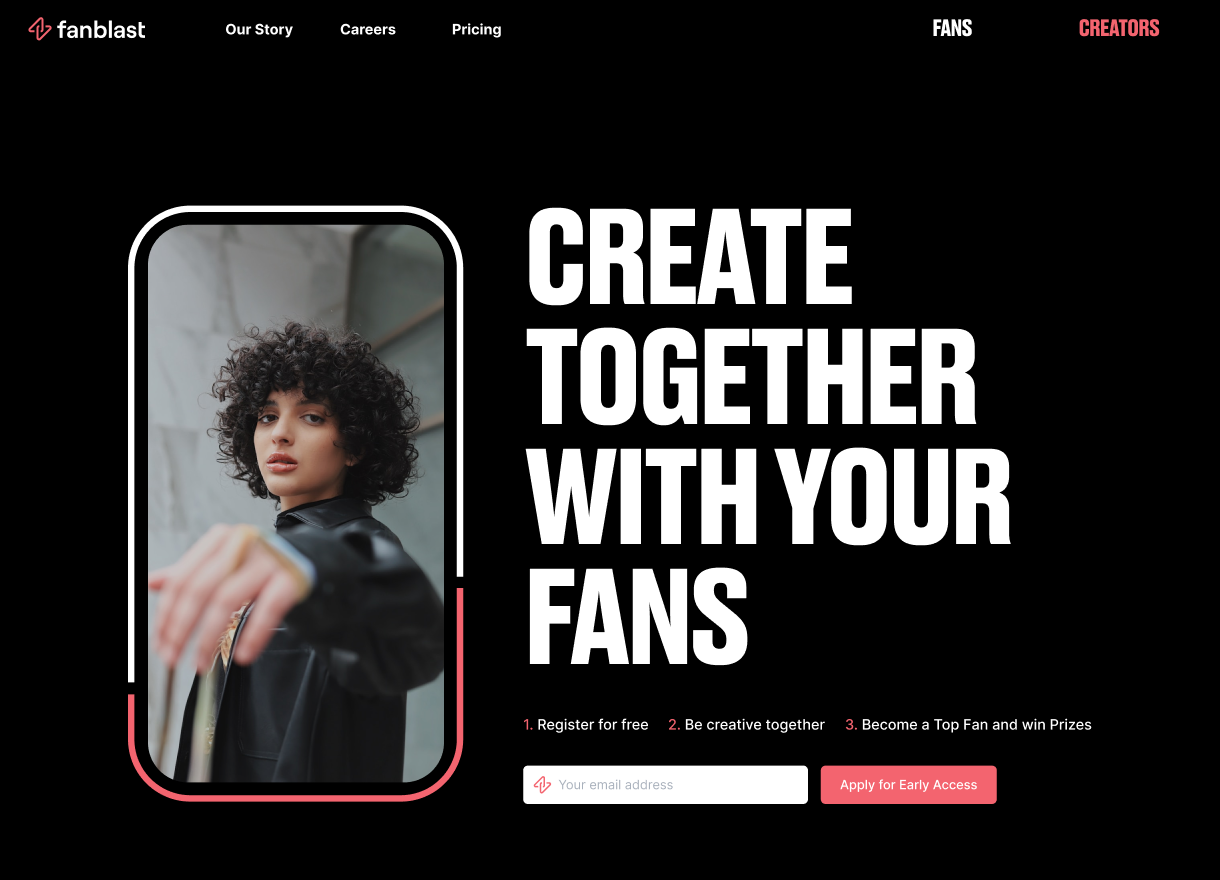 fanblast
Our Story
Careers
Pricing
FANS
CREATORS
CREATE
TOGETHER
WITH YOUR
FANS
1. Register for free
2. Be creative together
3. Become a Top Fan and win Prizes
Your email address
Apply for Early Access